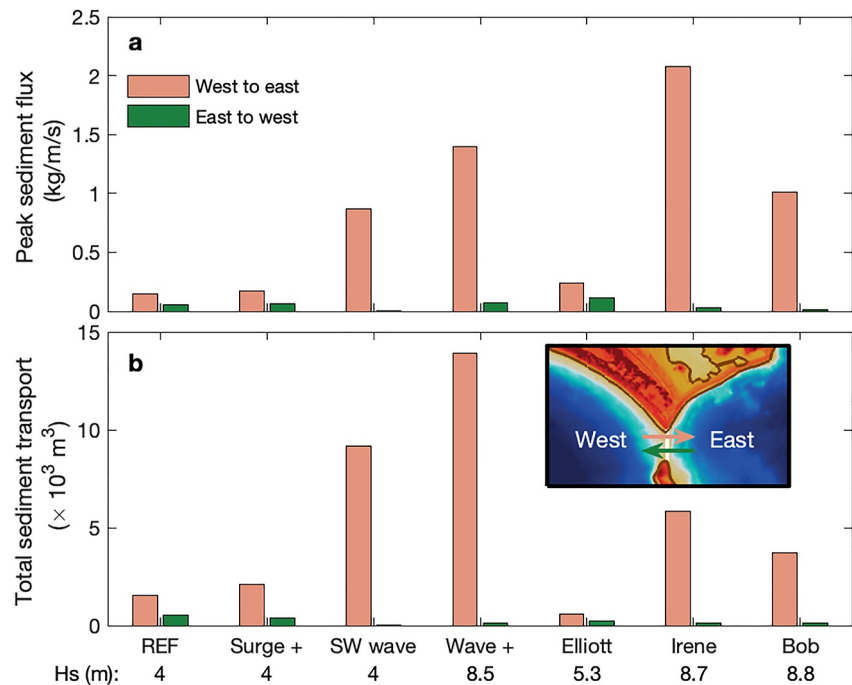 a
West to east
East to west
Peak sediment flux
(kg/m/s)
2.5
2
1.5
1
0.5
0
b
West
East
Total sediment transport
(× 10³ m³)
15
10
5
0
REF Surge + SW wave Wave + Elliott Irene Bob
Hs (m): 4 4 4 8.5 5.3 8.7 8.8